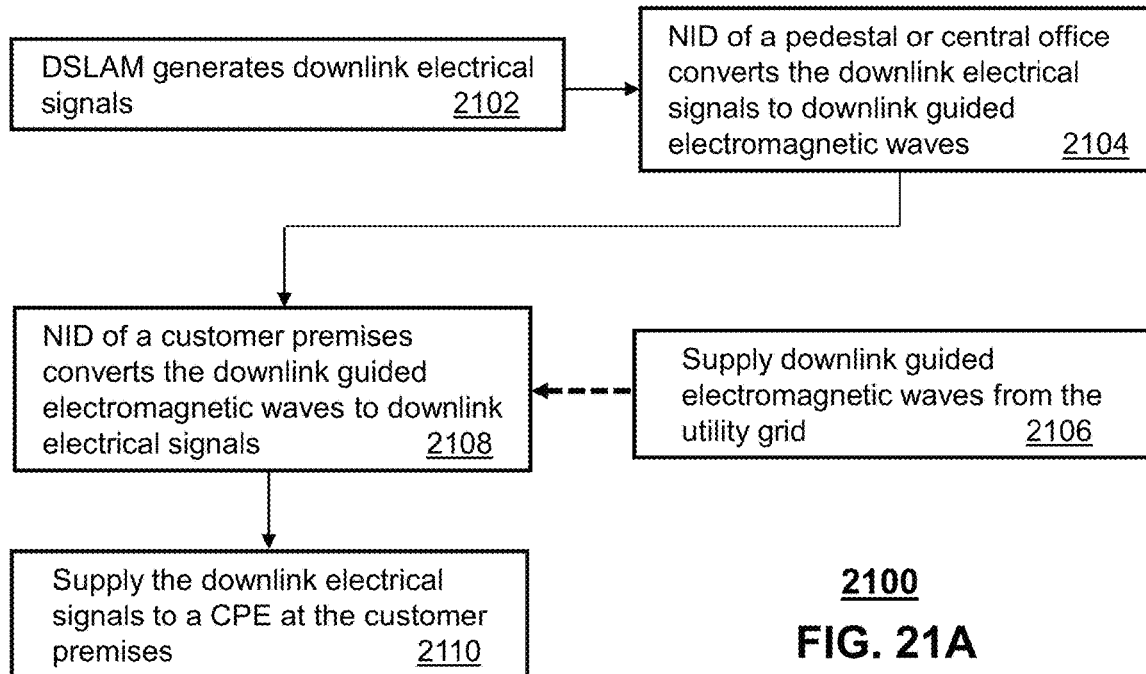 DSLAM generates downlink electrical
signals 2102
NID of a pedestal or central office
converts the downlink electrical
signals to downlink guided
electromagnetic waves 2104
NID of a customer premises
converts the downlink guided
electromagnetic waves to downlink
electrical signals 2108
Supply downlink guided
electromagnetic waves from the
utility grid 2106
Supply the downlink electrical
signals to a CPE at the customer
premises 2110
2100
FIG. 21A